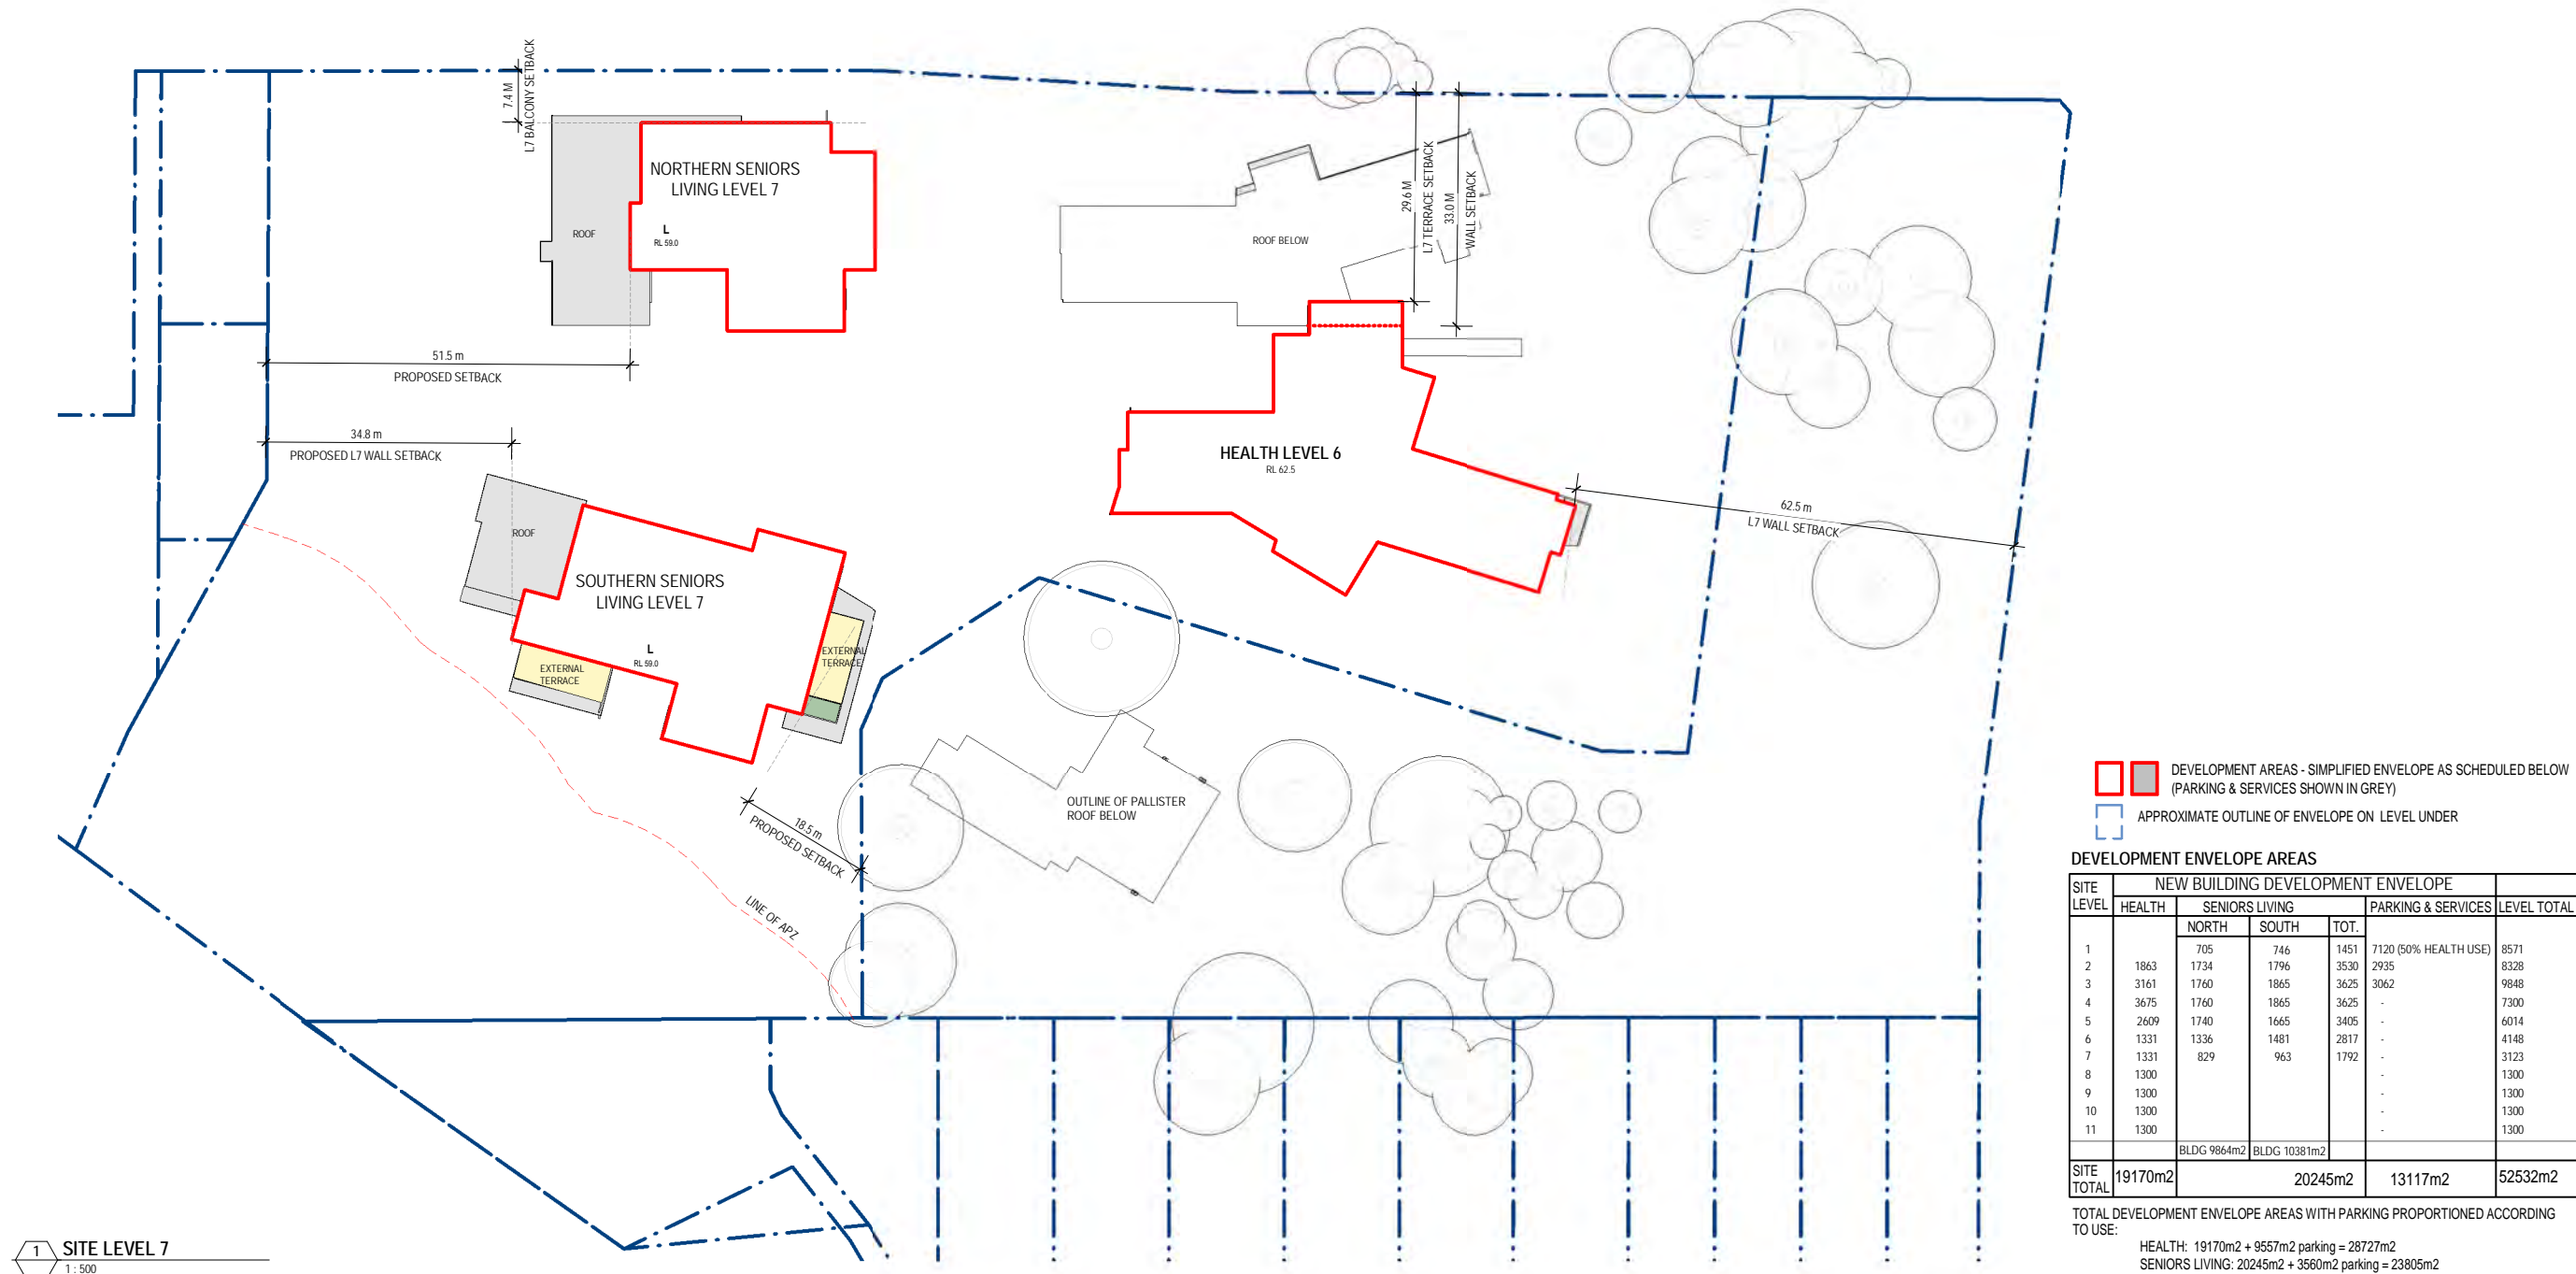 7.4 M
L7 BALCONY SETBACK
NORTHERN SENIORS
LIVING LEVEL 7
ROOF
L
RL 59.0
51.5 m
PROPOSED SETBACK
34.8 m
PROPOSED L7 WALL SETBACK
ROOF BELOW
29.6 M
L7 TERRACE SETBACK
33.0 M
WALL SETBACK
HEALTH LEVEL 6
RL 62.5
62.5 m
L7 WALL SETBACK
ROOF
SOUTHERN SENIORS
LIVING LEVEL 7
L
RL 59.0
EXTERNAL
TERRACE
EXTERNAL
TERRACE
18.5 m
PROPOSED SETBACK
OUTLINE OF PALLISTER
ROOF BELOW
LINE OF APZ
DEVELOPMENT AREAS - SIMPLIFIED ENVELOPE AS SCHEDULED BELOW
(PARKING & SERVICES SHOWN IN GREY)
APPROXIMATE OUTLINE OF ENVELOPE ON LEVEL UNDER
DEVELOPMENT ENVELOPE AREAS
SITE LEVEL NEW BUILDING DEVELOPMENT ENVELOPE
HEALTH SENIORS LIVING PARKING & SERVICES LEVEL TOTAL
NORTH SOUTH TOT.
1 705 746 1451 7120 (50% HEALTH USE) 8571
2 1863 1734 1796 3530 2935 8328
3 3161 1760 1865 3625 3062 9848
4 3675 1760 1865 3625 - 7300
5 2609 1740 1665 3405 - 6014
6 1331 1336 1481 2817 - 4148
7 1331 829 963 1792 - 3123
8 1300 - 1300
9 1300 - 1300
10 1300 - 1300
11 1300 - 1300
BLDG 9864m2 BLDG 10381m2
SITE TOTAL 19170m2 20245m2 13117m2 52532m2
TOTAL DEVELOPMENT ENVELOPE AREAS WITH PARKING PROPORTIONED ACCORDING
TO USE:
HEALTH: 19170m2 + 9557m2 parking = 28727m2
SENIORS LIVING: 20245m2 + 3560m2 parking = 23805m2
1 SITE LEVEL 7
1 : 500